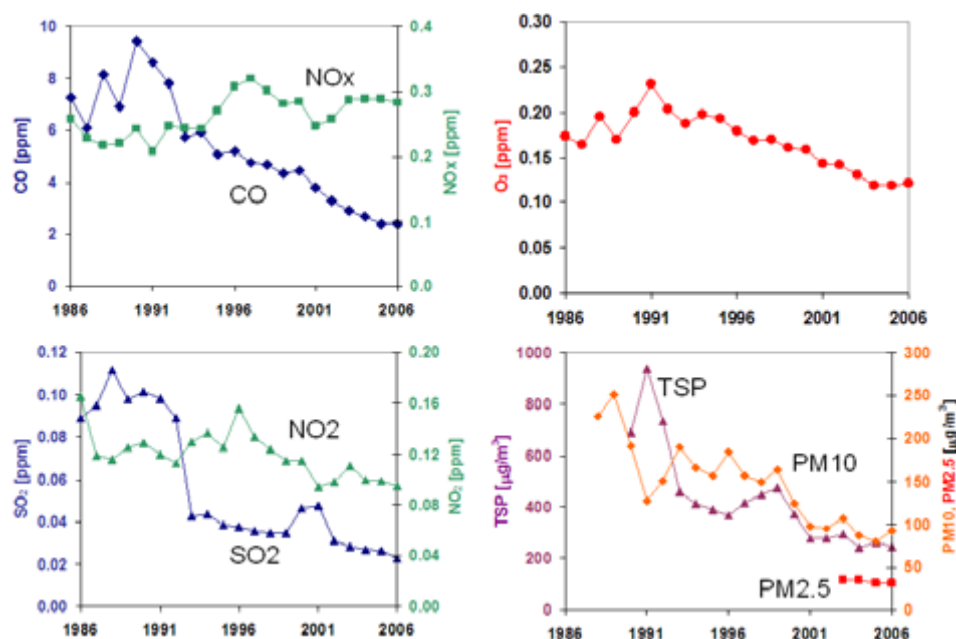 10
8
6
4
2
0
CO [ppm]
NOx
CO
0.4
0.3
0.2
0.1
0.0
NOx [ppm]
1986 1991 1996 2001 2006
0.30
0.25
0.20
0.15
0.10
0.05
0.00
O₃ [ppm]
1986 1991 1996 2001 2006
0.12
0.10
0.08
0.06
0.04
0.02
0.00
SO₂ [ppm]
NO2
SO2
0.20
0.16
0.12
0.08
0.04
0.00
NO₂ [ppm]
1986 1991 1996 2001 2006
1000
800
600
400
200
0
TSP [μg/m³]
TSP
PM10
PM2.5
300
250
200
150
100
50
0
PM10, PM2.5 [μg/m³]
1986 1991 1996 2001 2006